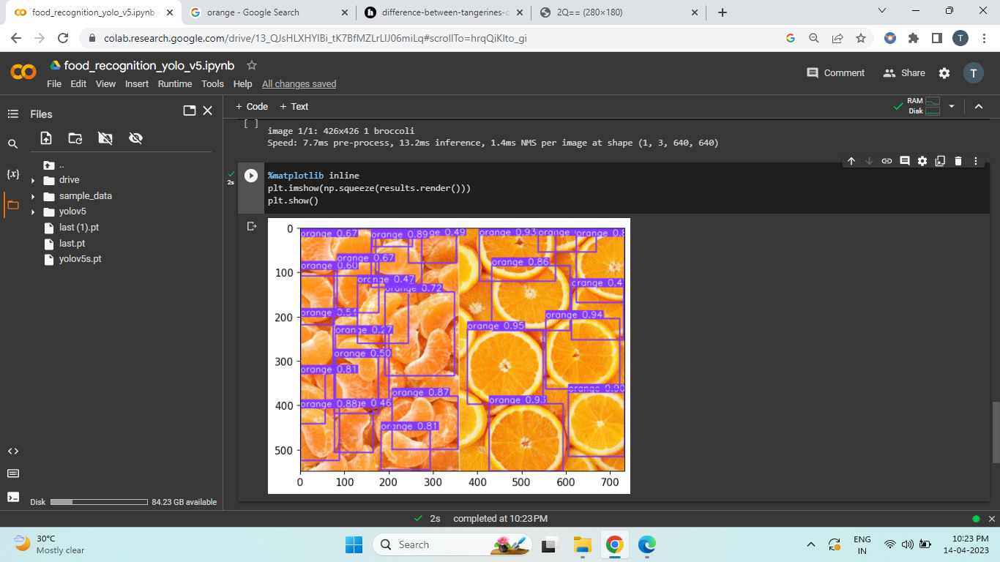 food_recognition_yolo_v5.ipynb -
orange - Google Search
difference-between-tangerines-o
2Q== (280×180)
colab.research.google.com/drive/13_QJsHLXHYlBi_tK7BfMZLrLlJ06miLq#scrollTo=hrqQiKlto_gi
T
food_recognition_yolo_v5.ipynb
File Edit View Insert Runtime Tools Help All changes saved
Comment Share T
Files
+ Code + Text
RAM
Disk
..
drive
sample_data
yolov5
last (1).pt
last.pt
yolov5s.pt
Disk 84.23 GB available
[ ]
image 1/1: 426x426 1 broccoli
Speed: 7.7ms pre-process, 13.2ms inference, 1.4ms NMS per image at shape (1, 3, 640, 640)
2s
%matplotlib inline
plt.imshow(np.squeeze(results.render()))
plt.show()
0
100
200
300
400
500
0 100 200 300 400 500 600 700
orange 0.67
orange 0.89
ge 0.49
orange 0.93
orange
orange 0.8
orange 0.67
orange 0.60
orange 0.86
orange 0.47
orange 0.72
orange 0.4
orange 0.54
orange 0.94
orange 0.27
orange 0.95
orange 0.50
orange 0.81
orange 0.87
orange 0.90
orange 0.88
ge 0.46
orange 0.93
orange 0.81
2s completed at 10:23 PM
30°C
Mostly clear
Search
ENG
IN
10:23 PM
14-04-2023